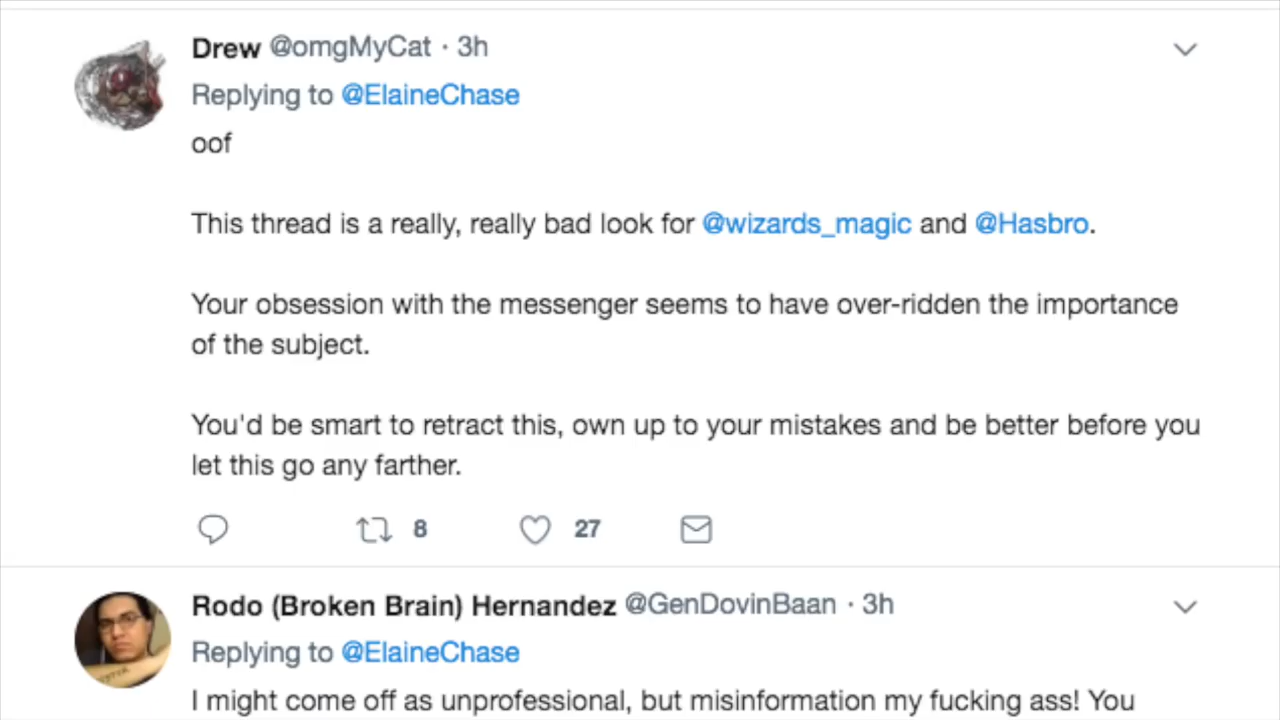 Drew @omgMyCat · 3h
Replying to @ElaineChase
oof
This thread is a really, really bad look for @wizards_magic and @Hasbro.
Your obsession with the messenger seems to have over-ridden the importance
of the subject.
You'd be smart to retract this, own up to your mistakes and be better before you
let this go any farther.
8 27
Rodo (Broken Brain) Hernandez @GenDovinBaan · 3h
Replying to @ElaineChase
I might come off as unprofessional, but misinformation my fucking ass! You